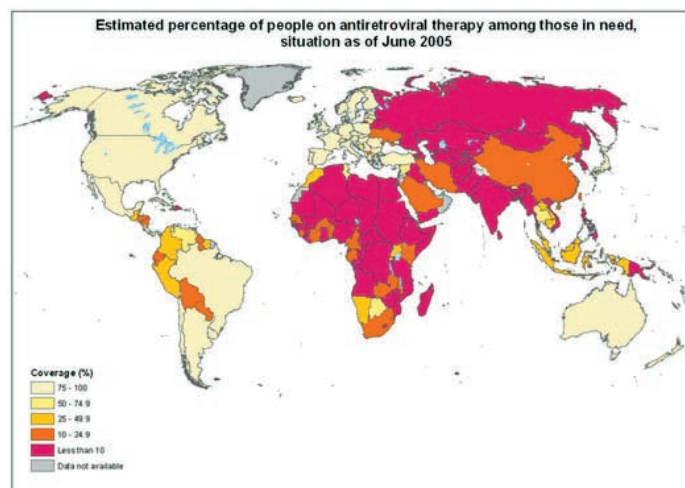 Estimated percentage of people on antiretroviral therapy among those in need,
situation as of June 2005
Coverage (%)
75 - 100
50 - 74.9
25 - 49.9
10 - 24.9
Less than 10
Data not available